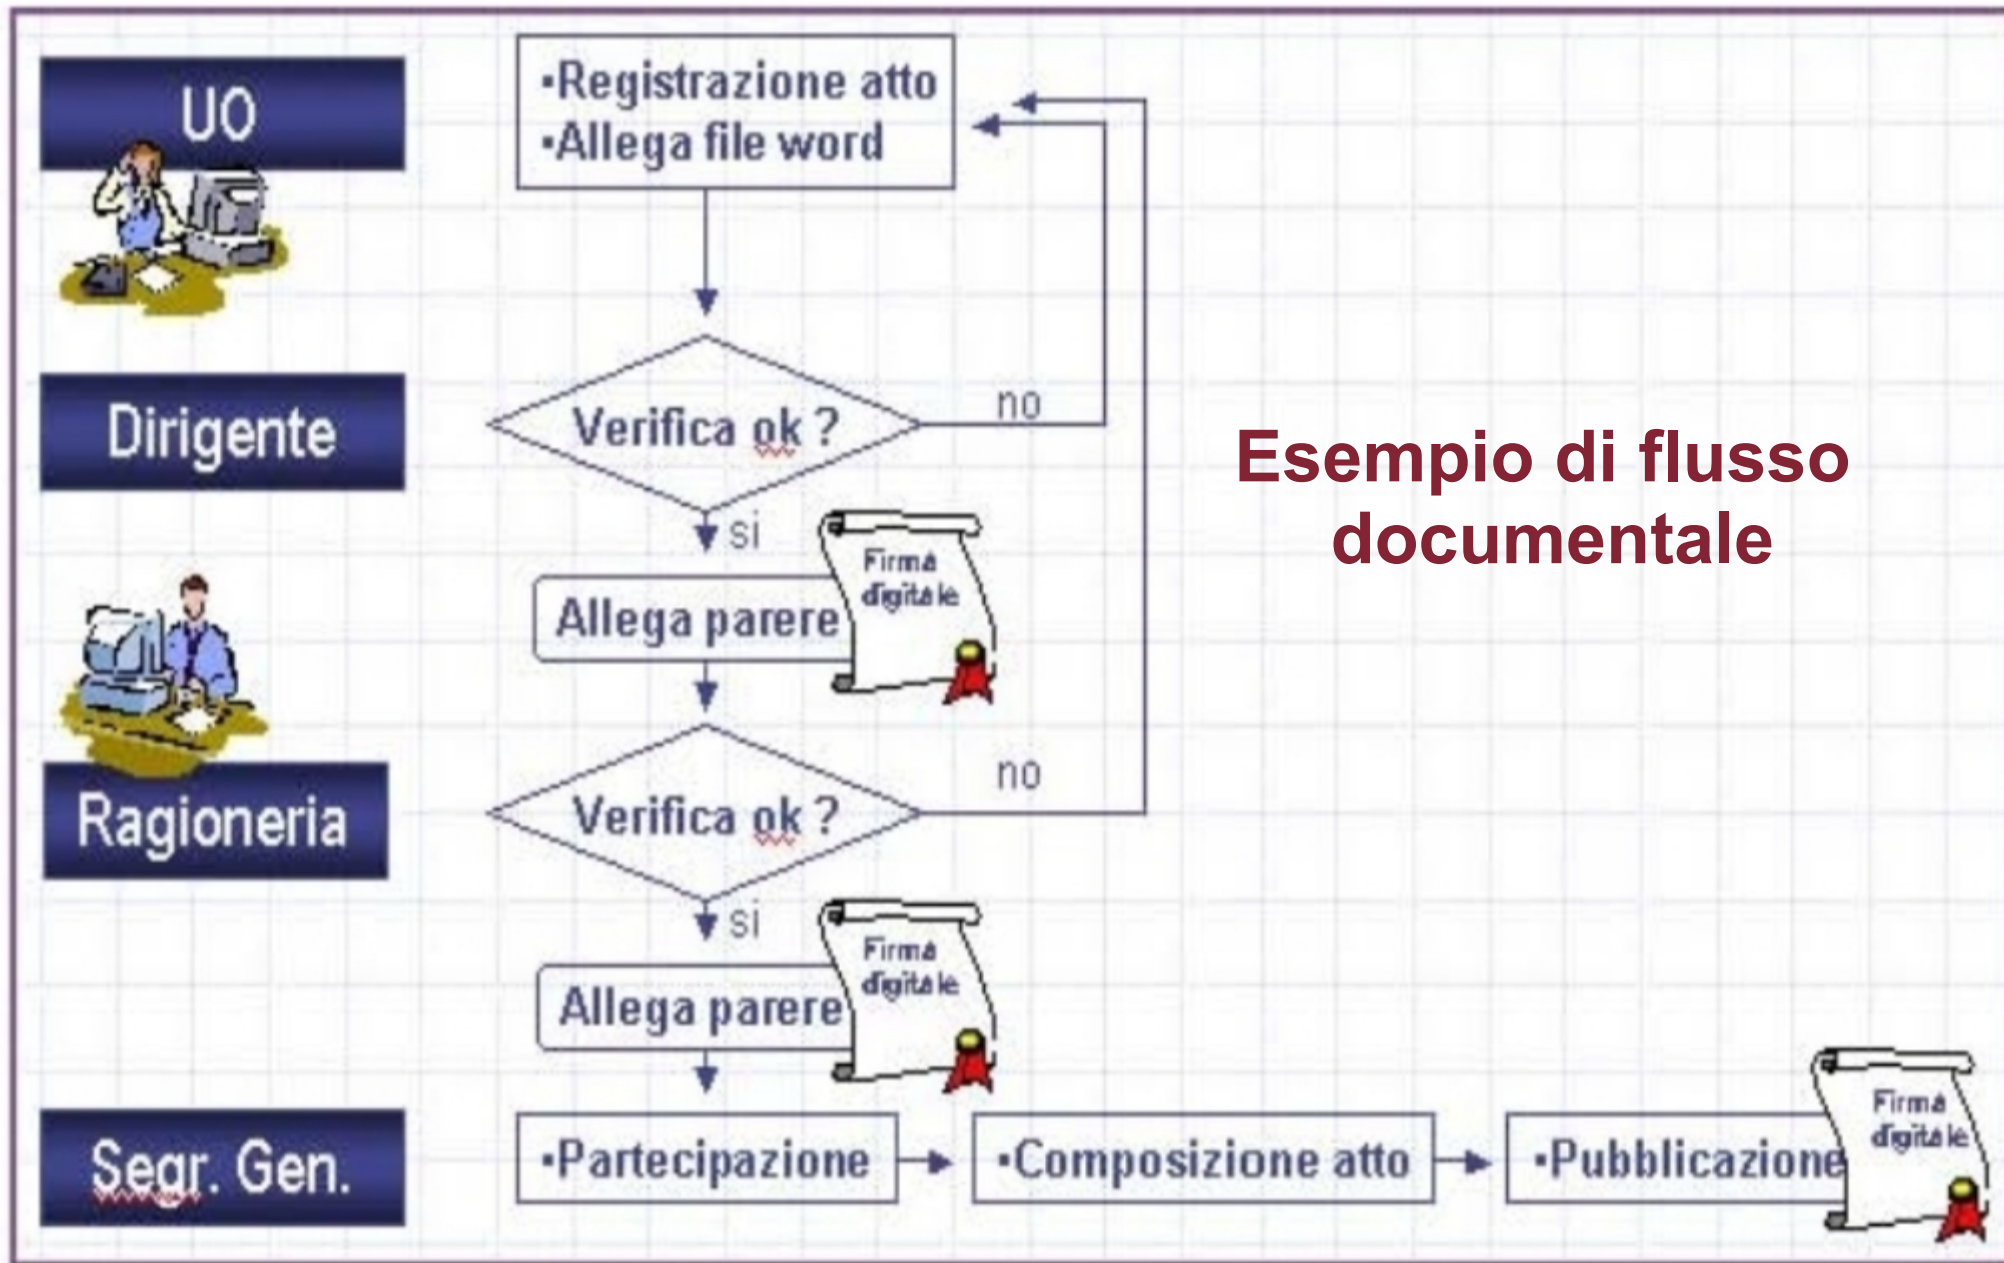 UO
▪Registrazione atto
▪Allega file word
Dirigente
Verifica ok ?
no
si
Esempio di flusso
documentale
Allega parere
Firma
digitale
Ragioneria
Verifica ok ?
no
si
Allega parere
Firma
digitale
Segr. Gen.
▪Partecipazione
▪Composizione atto
▪Pubblicazione
Firma
digitale